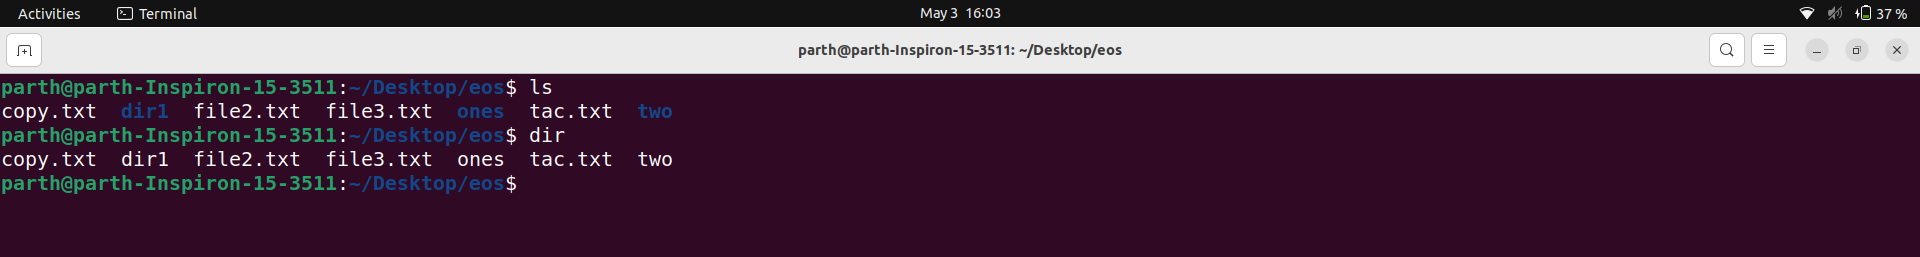 Activities Terminal May 3 16:03 37 %
parth@parth-Inspiron-15-3511: ~/Desktop/eos
parth@parth-Inspiron-15-3511:~/Desktop/eos$ ls
copy.txt dir1 file2.txt file3.txt ones tac.txt two
parth@parth-Inspiron-15-3511:~/Desktop/eos$ dir
copy.txt dir1 file2.txt file3.txt ones tac.txt two
parth@parth-Inspiron-15-3511:~/Desktop/eos$